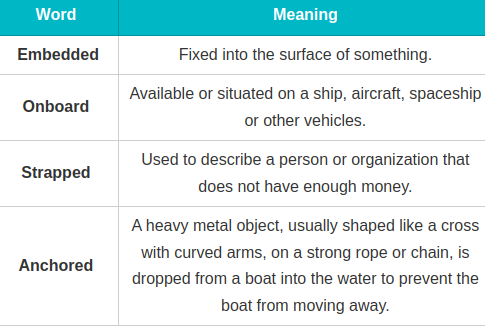 Word Meaning
Embedded Fixed into the surface of something.
Onboard Available or situated on a ship, aircraft, spaceship
or other vehicles.
Strapped Used to describe a person or organization that
does not have enough money.
Anchored A heavy metal object, usually shaped like a cross
with curved arms, on a strong rope or chain, is
dropped from a boat into the water to prevent the
boat from moving away.